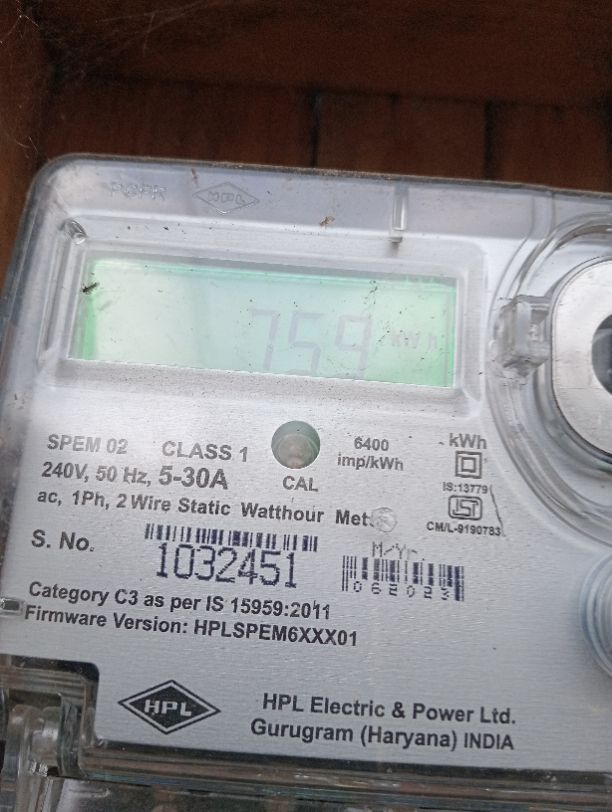 759 kWh
SPEM 02 CLASS 1
240V, 50 Hz, 5-30A
ac, 1Ph, 2 Wire Static Watthour
CAL
6400
imp/kWh
kWh
IS:13779
CM/L-9190783
S. No.
1032451
M/Yr.
062023
Category C3 as per IS 15959:2011
Firmware Version: HPLSPEM6XXX01
HPL
HPL Electric & Power Ltd.
Gurugram (Haryana) INDIA